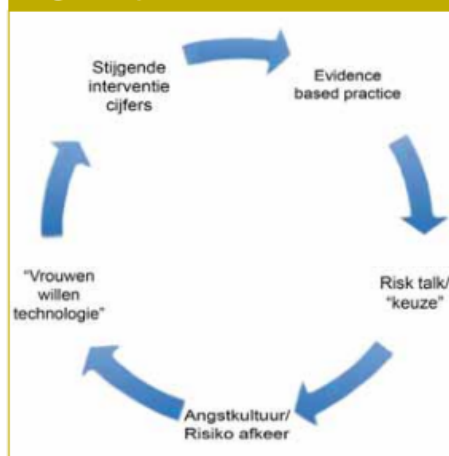 Stijgende
interventie
cijfers
Evidence
based practice
Risk talk/
"keuze"
Angstkultuur/
Risiko afkeer
"Vrouwen
willen
technologie"